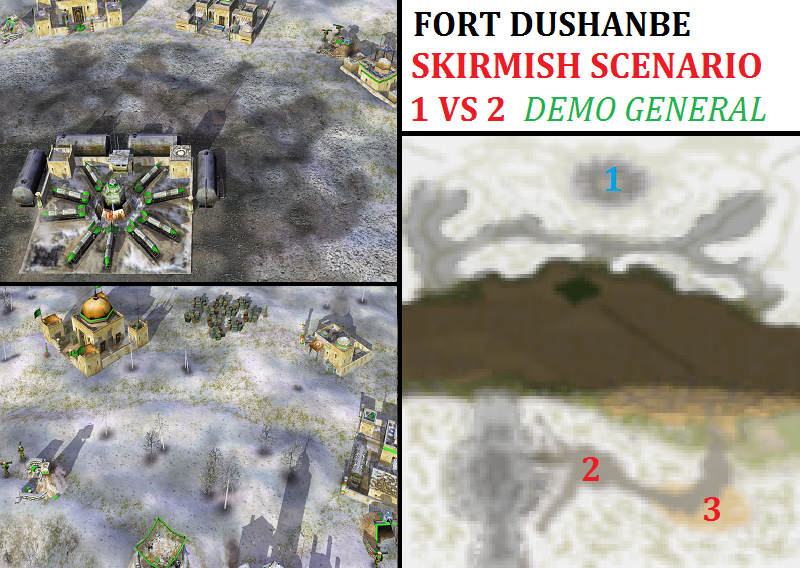 FORT DUSHANBE
SKIRMISH SCENARIO
1 VS 2 DEMO GENERAL
1
2
3